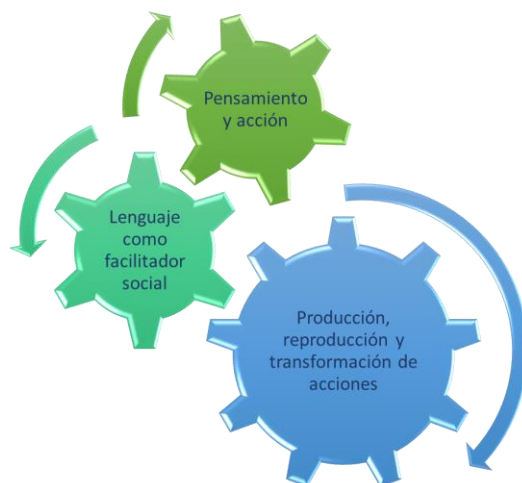 Pensamiento
y acción
Lenguaje
como
facilitador
social
Producción,
reproducción y
transformación de
acciones